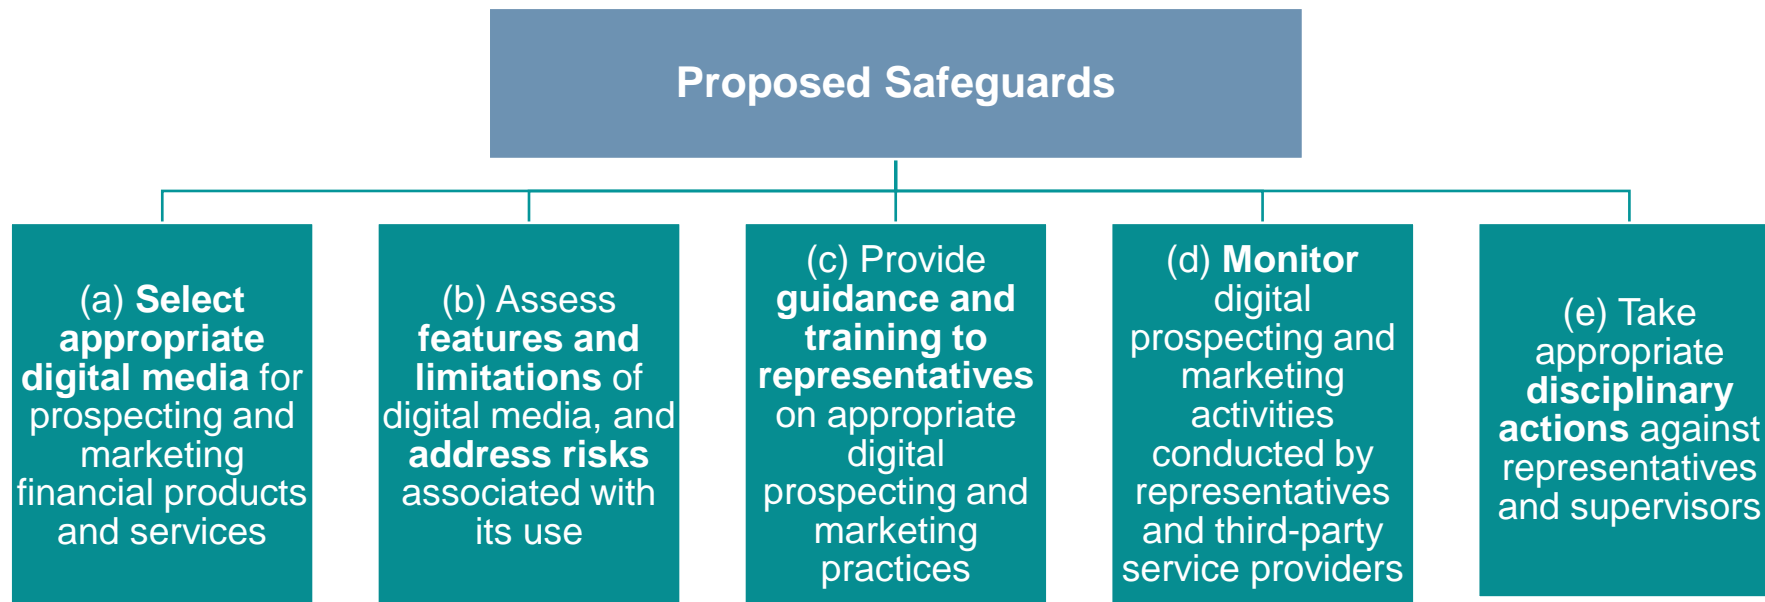 Proposed Safeguards
(a) Select
appropriate
digital media for
prospecting and
marketing
financial products
and services
(b) Assess
features and
limitations of
digital media, and
address risks
associated with
its use
(c) Provide
guidance and
training to
representatives
on appropriate
digital
prospecting and
marketing
practices
(d) Monitor
digital
prospecting and
marketing
activities
conducted by
representatives
and third-party
service providers
(e) Take
appropriate
disciplinary
actions against
representatives
and supervisors